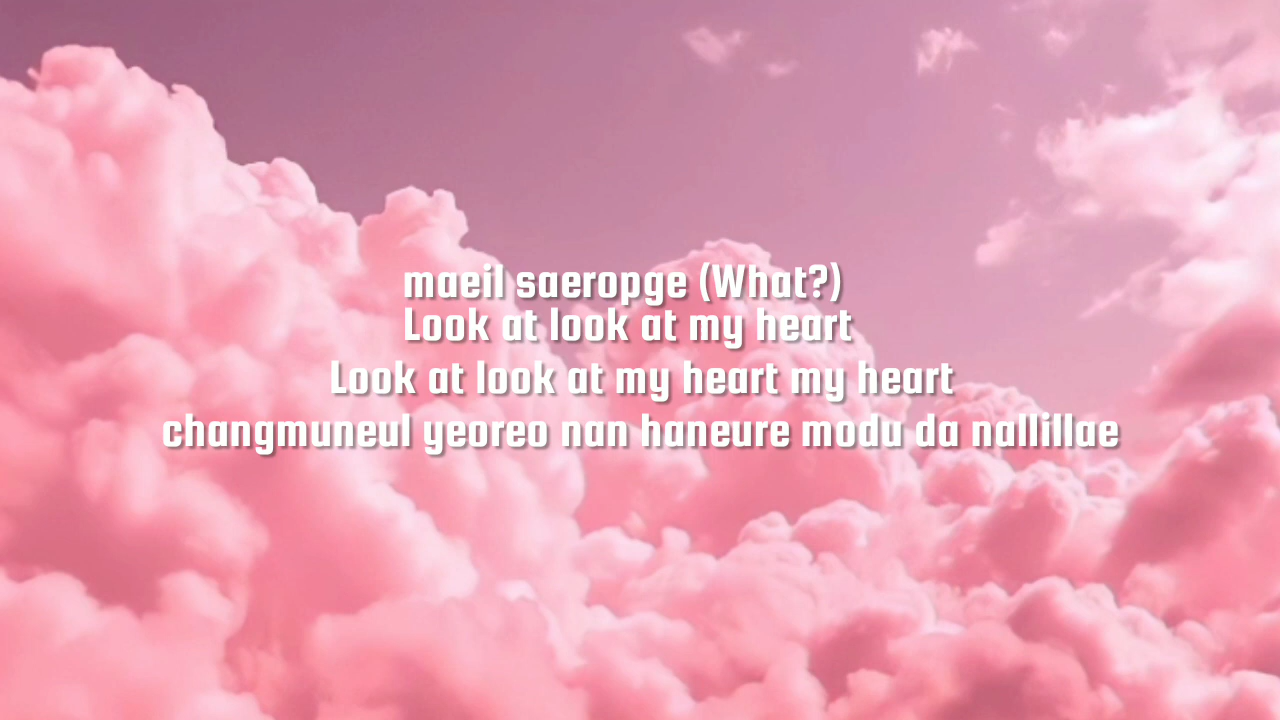 maeil saeropge (What?)
Look at look at my heart
Look at look at my heart my heart
changmuneul yeoreo nan haneure modu da nallillae